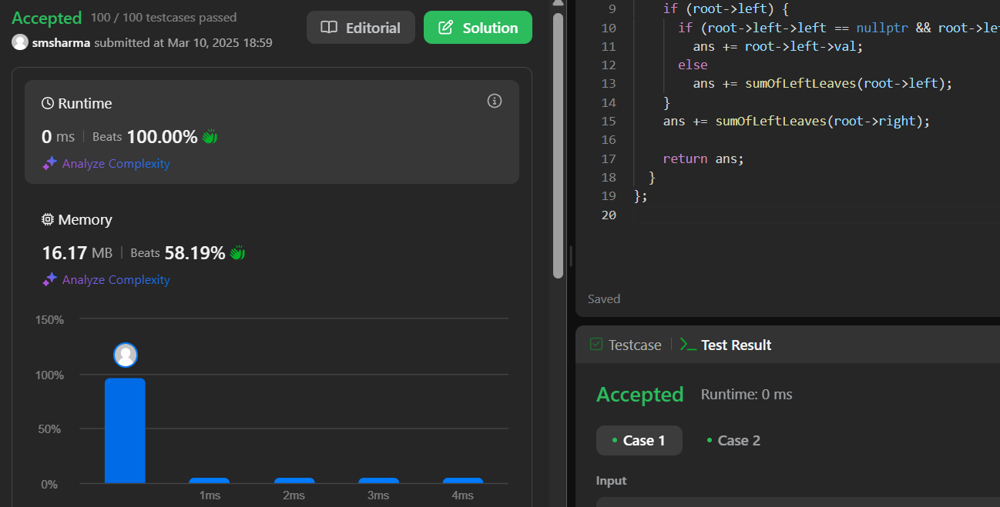 Accepted 100 / 100 testcases passed
smsharma submitted at Mar 10, 2025 18:59
Editorial
Solution
Runtime
0 ms Beats 100.00%
Analyze Complexity
Memory
16.17 MB Beats 58.19%
Analyze Complexity
150%
100%
50%
0%
1ms 2ms 3ms 4ms
9 if (root->left) {
10 if (root->left->left == nullptr && root->le
11 ans += root->left->val;
12 else
13 ans += sumOfLeftLeaves(root->left);
14 }
15 ans += sumOfLeftLeaves(root->right);
16
17 return ans;
18 }
19 };
20
Saved
Testcase
>_ Test Result
Accepted Runtime: 0 ms
• Case 1 • Case 2
Input